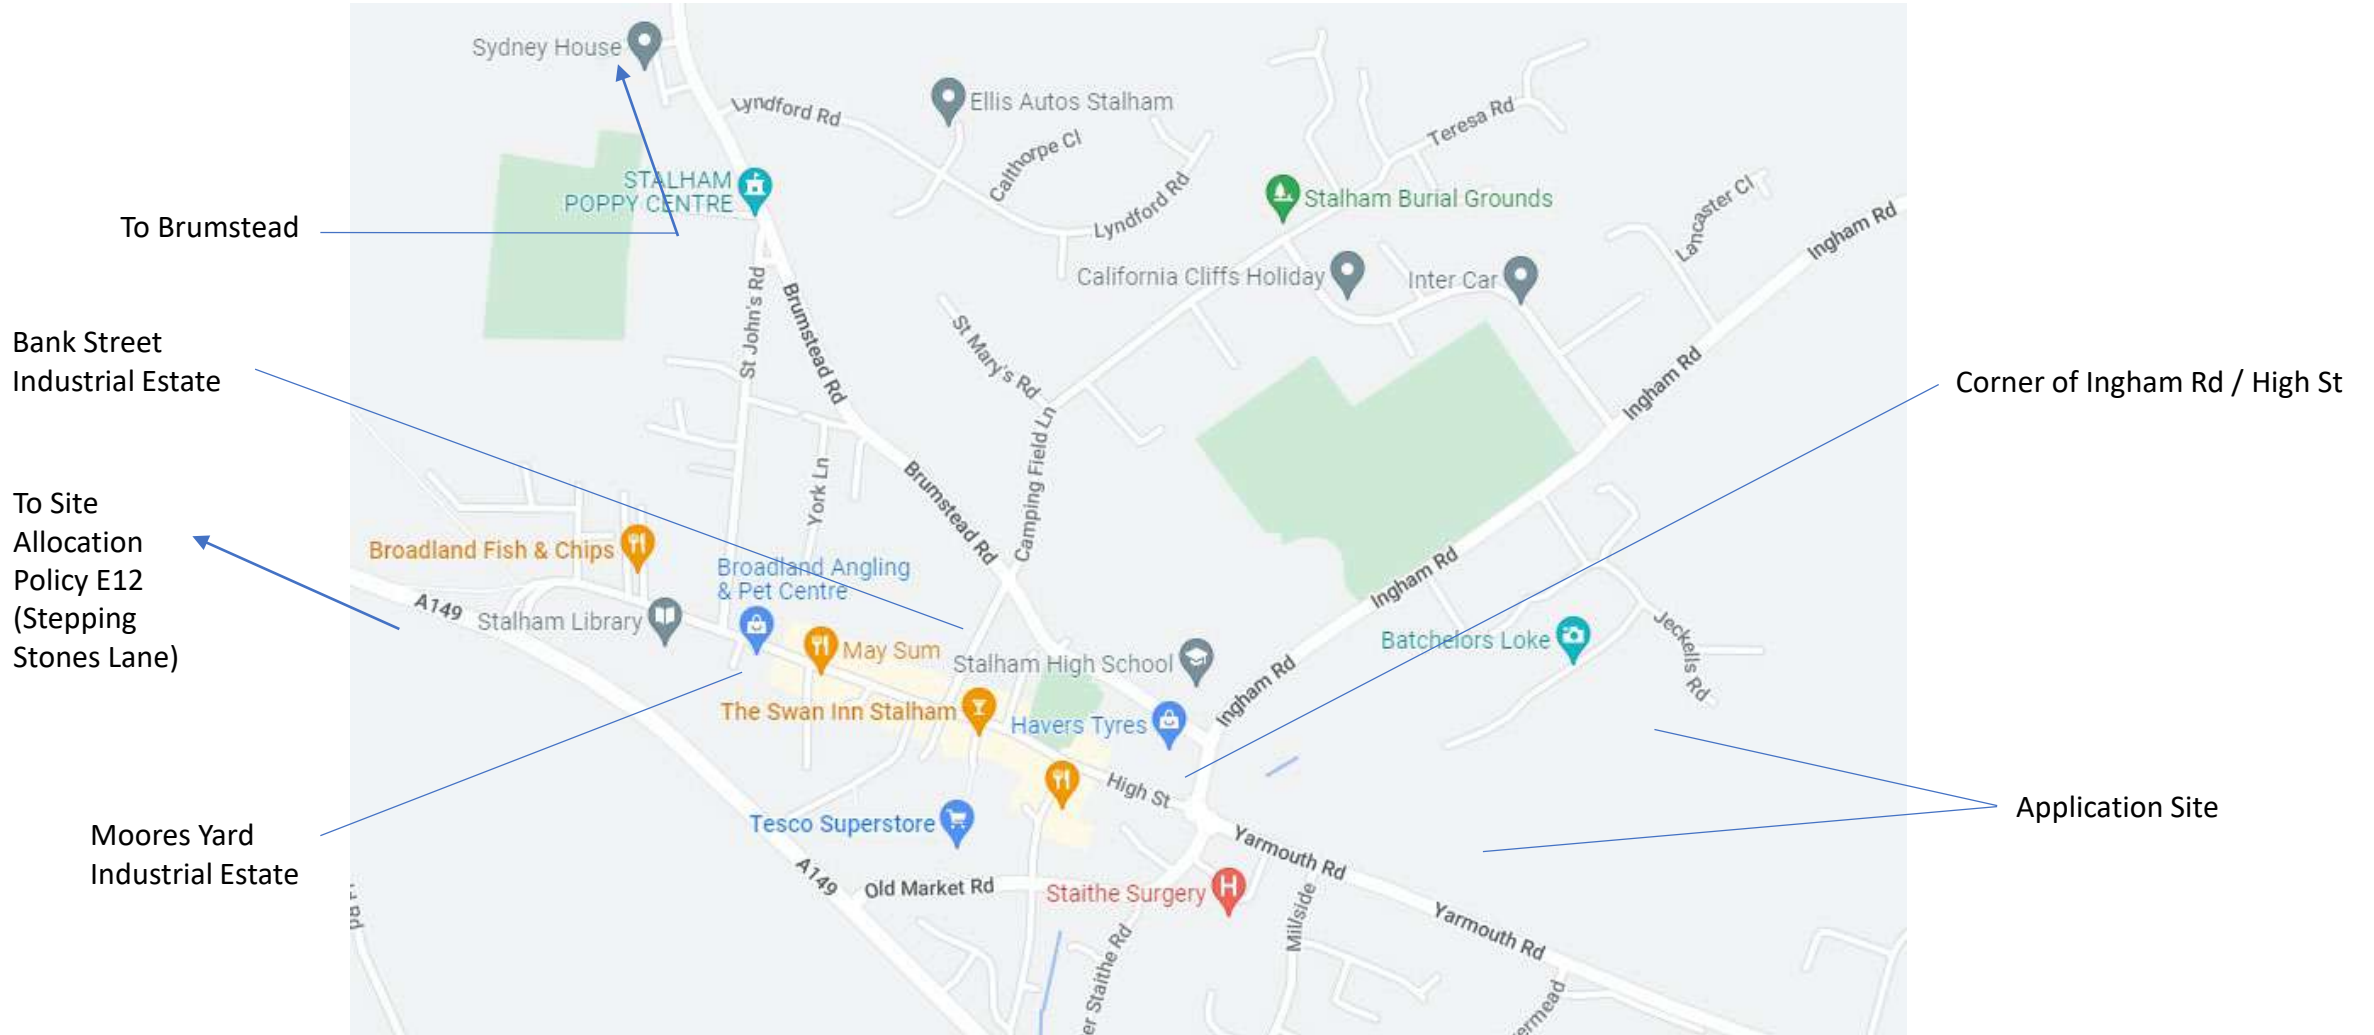 Sydney House
Lyndford Rd
Ellis Autos Stalham
Calthorpe Cl
Teresa Rd
STALHAM
POPPY CENTRE
Lyndford Rd
Stalham Burial Grounds
Lancaster Cl
Ingham Rd
To Brumstead
California Cliffs Holiday
Inter Car
St John's Rd
Brumstead Rd
St Mary's Rd
Bank Street
Industrial Estate
Ingham Rd
Corner of Ingham Rd / High St
Camping Field Ln
York Ln
Brumstead Rd
To Site
Allocation
Policy E12
(Stepping
Stones Lane)
Broadland Fish & Chips
Broadland Angling
& Pet Centre
A149
Stalham Library
Ingham Rd
May Sum
Stalham High School
Batchelors Loke
Jeckells Rd
Ingham Rd
The Swan Inn Stalham
Havers Tyres
High St
Tesco Superstore
Application Site
Moores Yard
Industrial Estate
Yarmouth Rd
A149
Old Market Rd
Staithe Surgery
Millside
Yarmouth Rd
er Staithe Rd
ermead